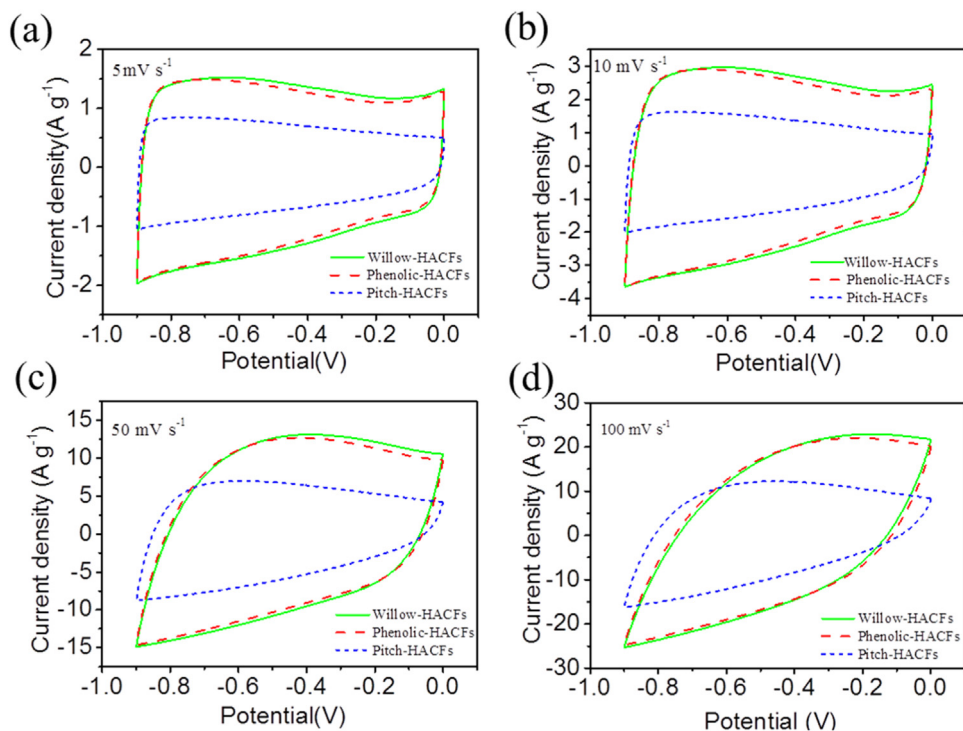 (a)
5mV s⁻¹
Current density(A g⁻¹)
2
1
0
-1
-2
Willow-HACFs
Phenolic-HACFs
Pitch-HACFs
-1.0 -0.8 -0.6 -0.4 -0.2 0.0
Potential(V)
(b)
10 mV s⁻¹
Current density (A g⁻¹)
3
2
1
0
-1
-2
-3
-4
Willow-HACFs
Phenolic-HACFs
Pitch-HACFs
-1.0 -0.8 -0.6 -0.4 -0.2 0.0
Potential(V)
(c)
50 mV s⁻¹
Current density (A g⁻¹)
15
10
5
0
-5
-10
-15
Willow-HACFs
Phenolic-HACFs
Pitch-HACFs
-1.0 -0.8 -0.6 -0.4 -0.2 0.0
Potential(V)
(d)
100 mV s⁻¹
Current density (A g⁻¹)
30
20
10
0
-10
-20
-30
Willow-HACFs
Phenolic-HACFs
Pitch-HACFs
-1.0 -0.8 -0.6 -0.4 -0.2 0.0
Potential (V)